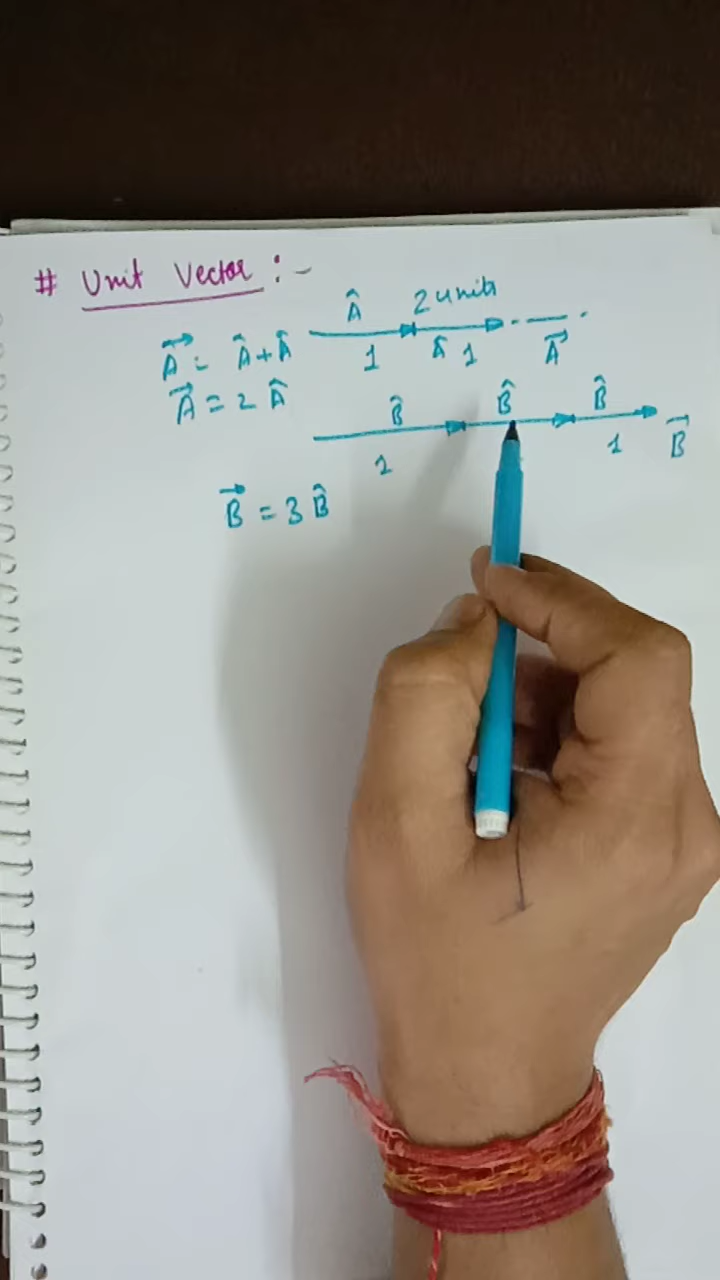 # Unit Vector :-
Â 2 units
A⃗ = Â + Â 1 Â 1 A⃗
A⃗ = 2 Â
B̂ B̂ B̂
1 1 B⃗
B⃗ = 3 B̂